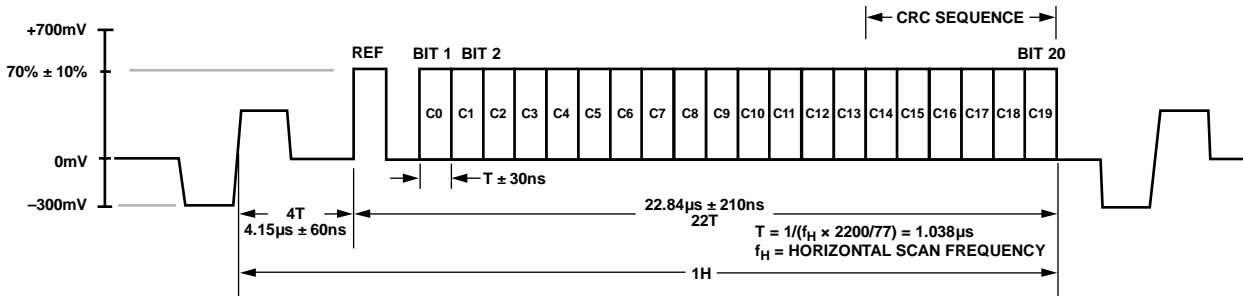 CRC SEQUENCE
+700mV
REF
BIT 1 BIT 2
BIT 20
70% ± 10%
C0 C1 C2 C3 C4 C5 C6 C7 C8 C9 C10 C11 C12 C13 C14 C15 C16 C17 C18 C19
0mV
T ± 30ns
–300mV
4T
4.15µs ± 60ns
22.84µs ± 210ns
22T
T = 1/(fH × 2200/77) = 1.038µs
fH = HORIZONTAL SCAN FREQUENCY
1H